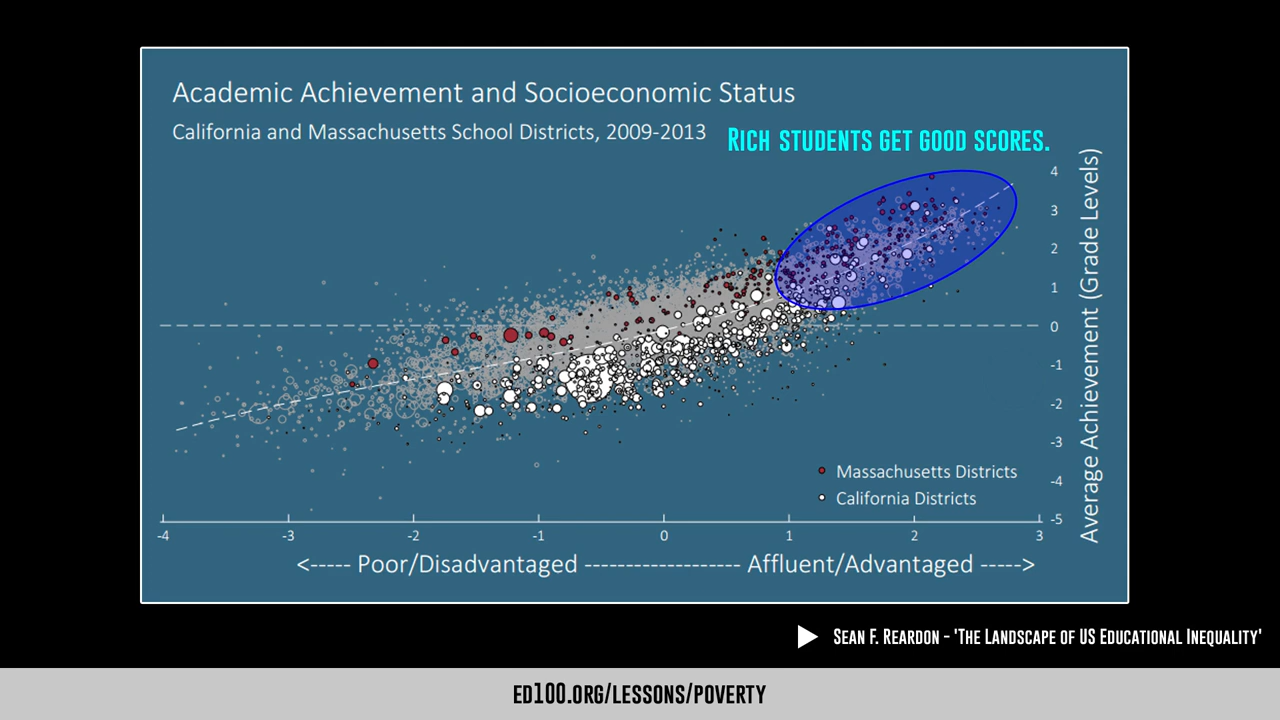 Academic Achievement and Socioeconomic Status
California and Massachusetts School Districts, 2009-2013
Rich students get good scores.
4
3
2
1
0
-1
-2
-3
-4
-5
Average Achievement (Grade Levels)
Massachusetts Districts
California Districts
-4 -3 -2 -1 0 1 2 3
<----- Poor/Disadvantaged ------------------- Affluent/Advantaged ----->
Sean F. Reardon - 'The Landscape of US Educational Inequality'
ed100.org/lessons/poverty